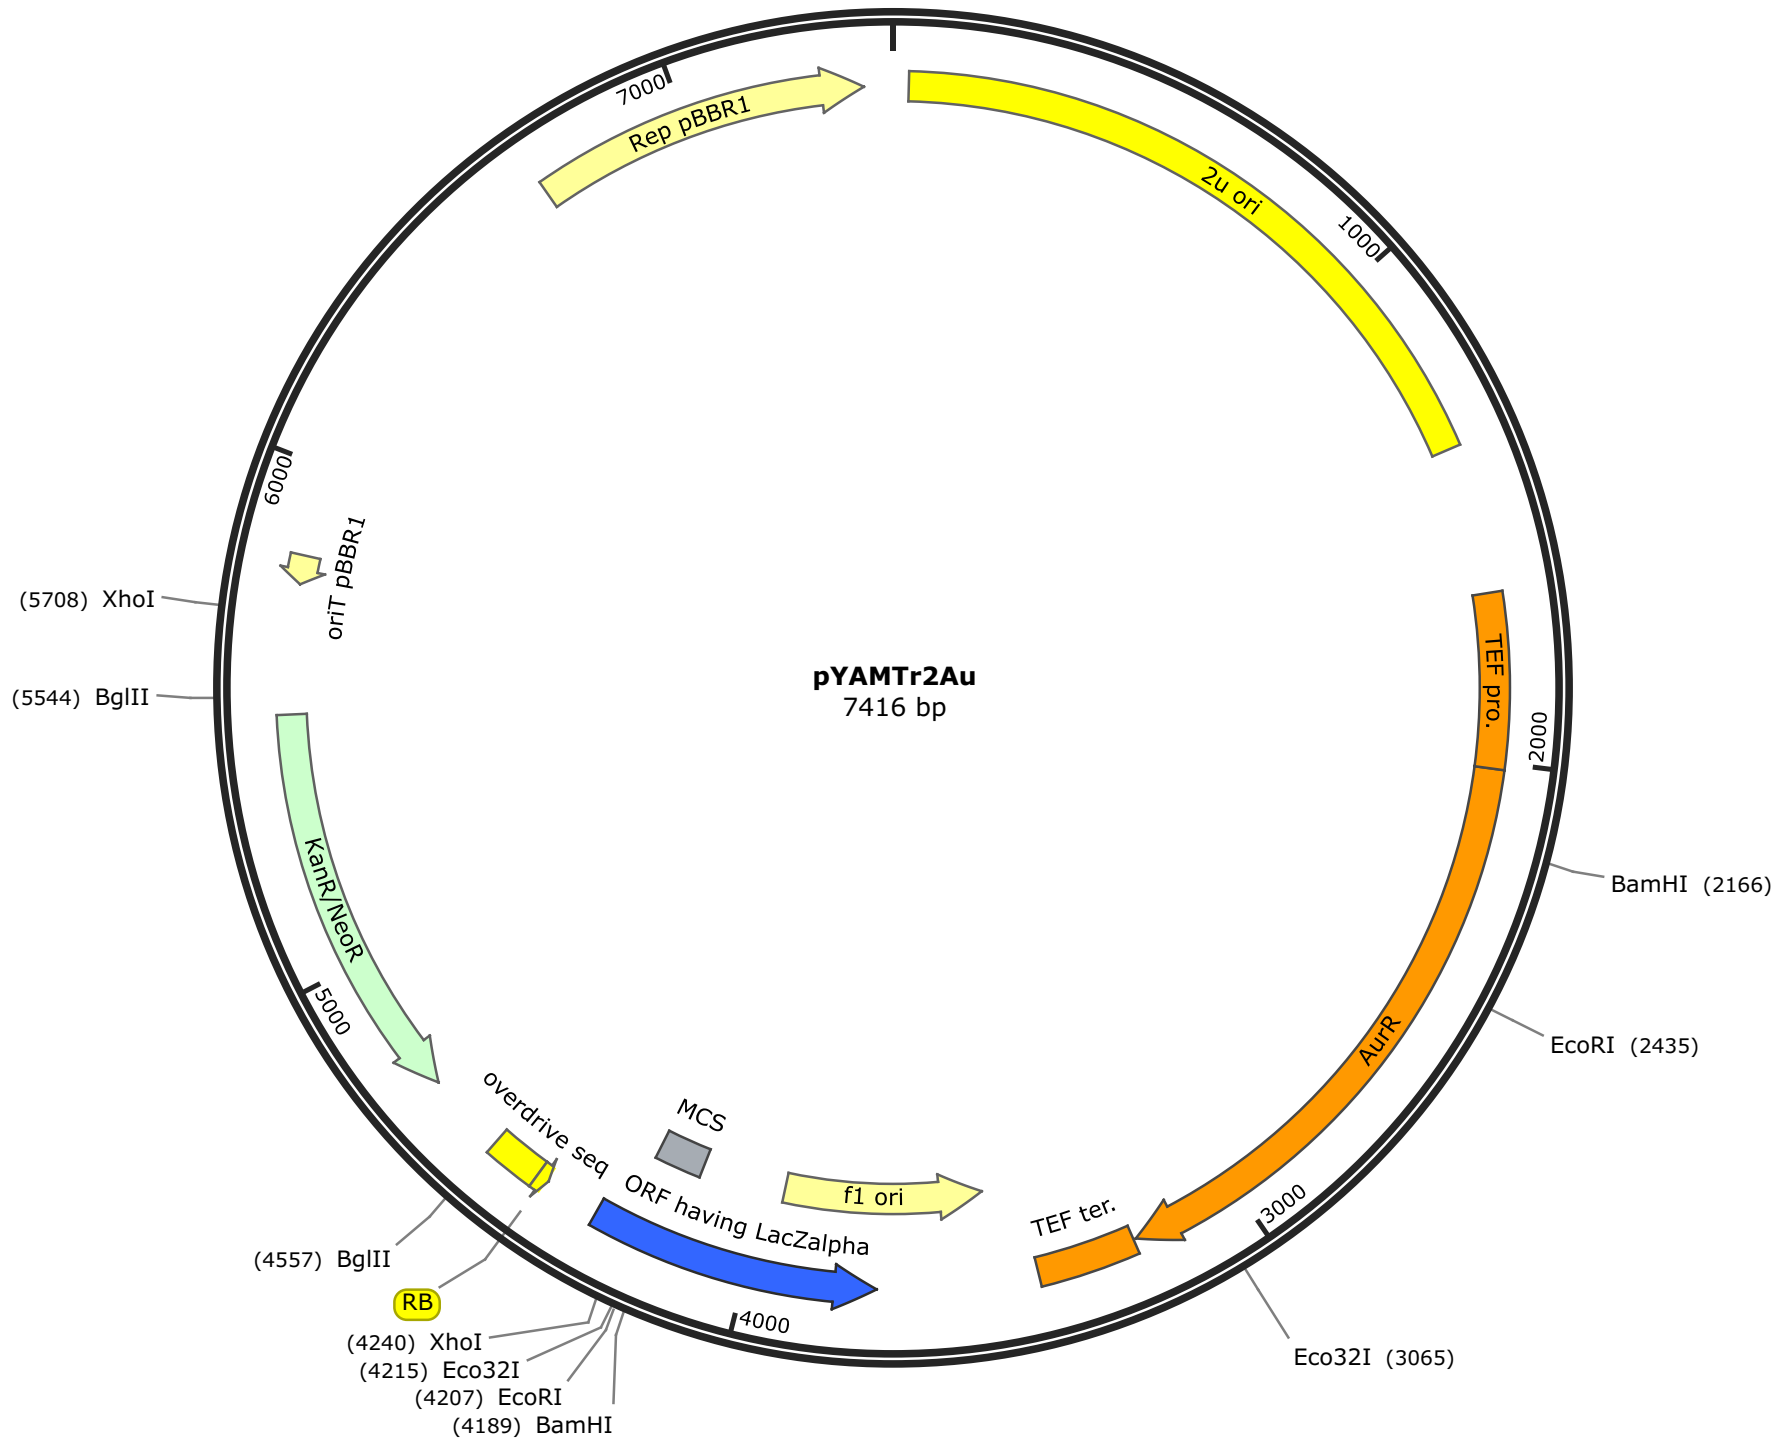 7000
Rep pBBR1
2u ori
1000
6000
oriT pBBR1
(5708) XhoI
(5544) BglII
pYAMTr2Au
7416 bp
TEF pro.
2000
BamHI (2166)
KanR/NeoR
5000
EcoRI (2435)
AurR
overdrive seq
MCS
ORF having LacZalpha
f1 ori
TEF ter.
3000
(4557) BglII
RB
4000
(4240) XhoI
(4215) Eco32I
(4207) EcoRI
(4189) BamHI
Eco32I (3065)